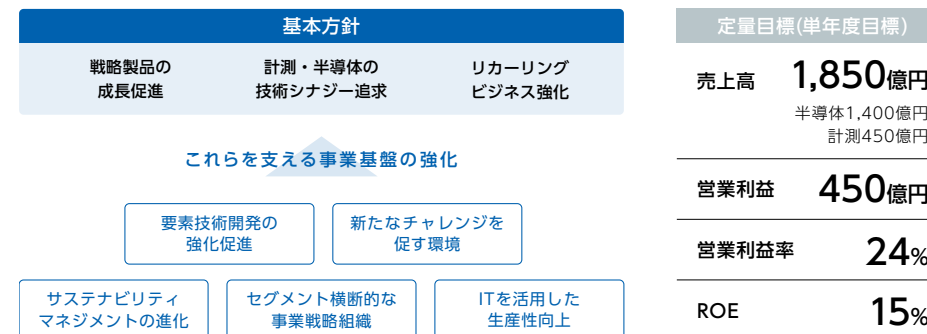 基本方針
戦略製品の
成長促進
計測・半導体の
技術シナジー追求
リカーリング
ビジネス強化
これらを支える事業基盤の強化
要素技術開発の
強化促進
新たなチャレンジを
促す環境
サステナビリティ
マネジメントの進化
セグメント横断的な
事業戦略組織
ITを活用した
生産性向上
定量目標(単年度目標)
売上高 1,850億円
半導体1,400億円
計測450億円
営業利益 450億円
営業利益率 24%
ROE 15%